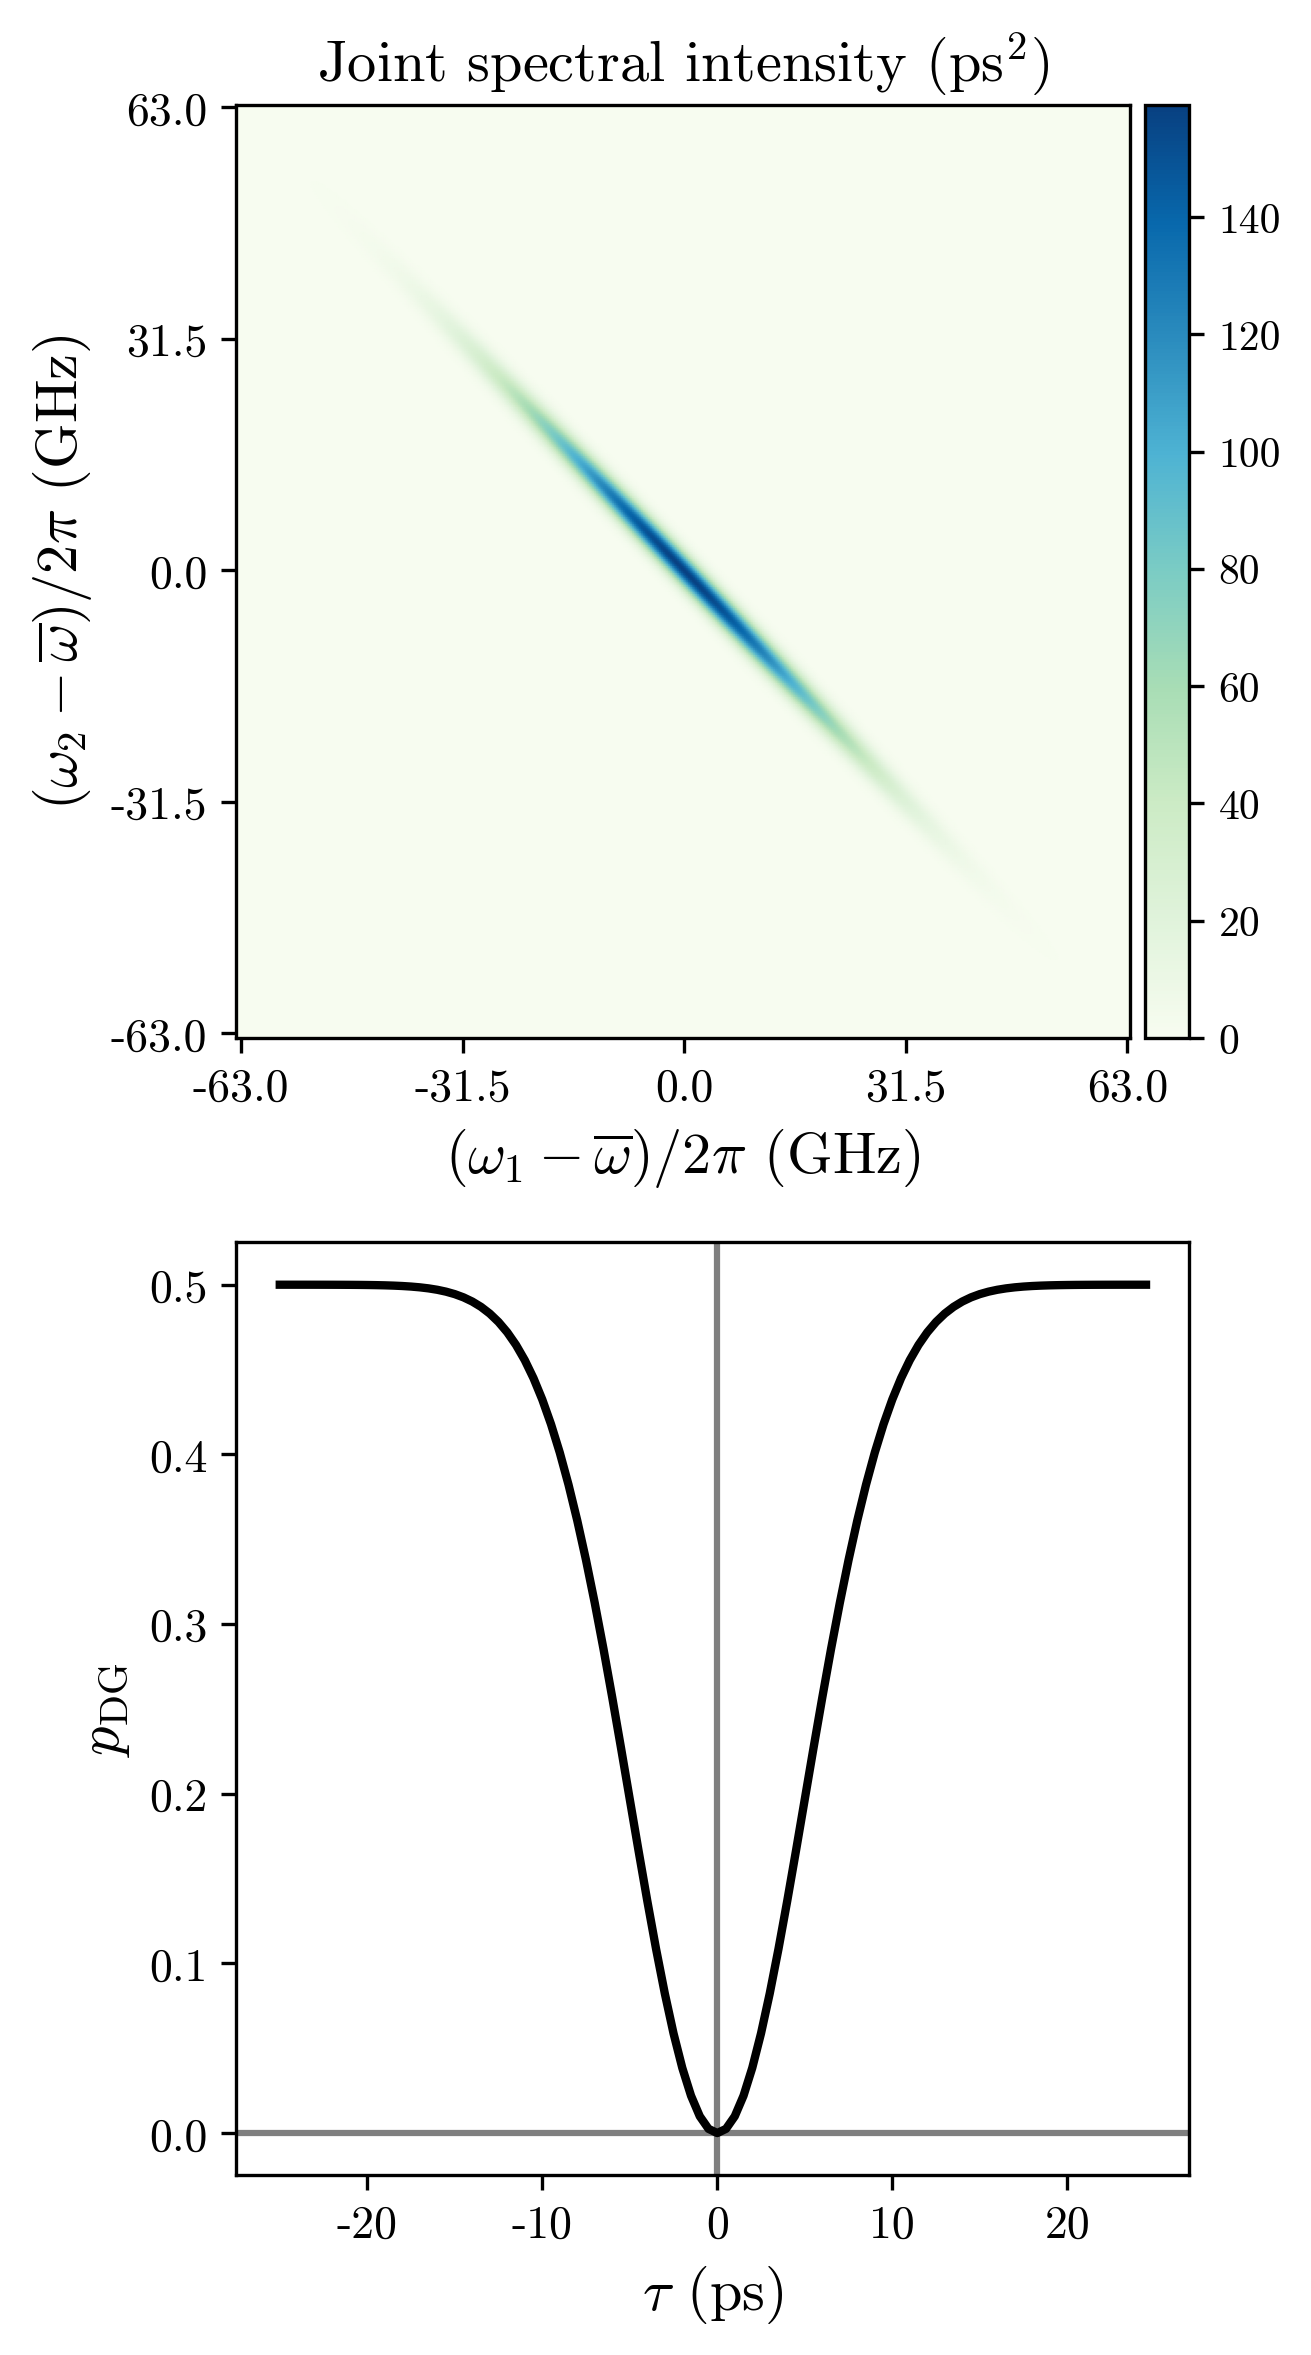 Joint spectral intensity (ps²)
63.0
31.5
0.0
-31.5
-63.0
(ω₂ − ω̅)/2π (GHz)
140
120
100
80
60
40
20
0
-63.0 -31.5 0.0 31.5 63.0
(ω₁ − ω̅)/2π (GHz)
0.5
0.4
0.3
0.2
0.1
0.0
p_DG
-20 -10 0 10 20
τ (ps)